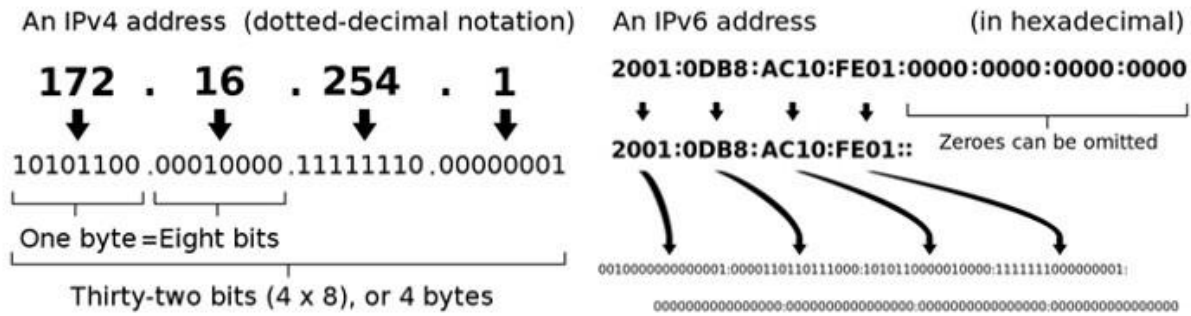 An IPv4 address (dotted-decimal notation)
172 . 16 . 254 . 1
10101100 .00010000 .11111110 .00000001
One byte=Eight bits
Thirty-two bits (4 x 8), or 4 bytes
An IPv6 address (in hexadecimal)
2001:0DB8:AC10:FE01:0000:0000:0000:0000
2001:0DB8:AC10:FE01::
Zeroes can be omitted
0010000000000001:0000110110111000:1010110000010000:1111111000000001:
0000000000000000:0000000000000000:0000000000000000:0000000000000000